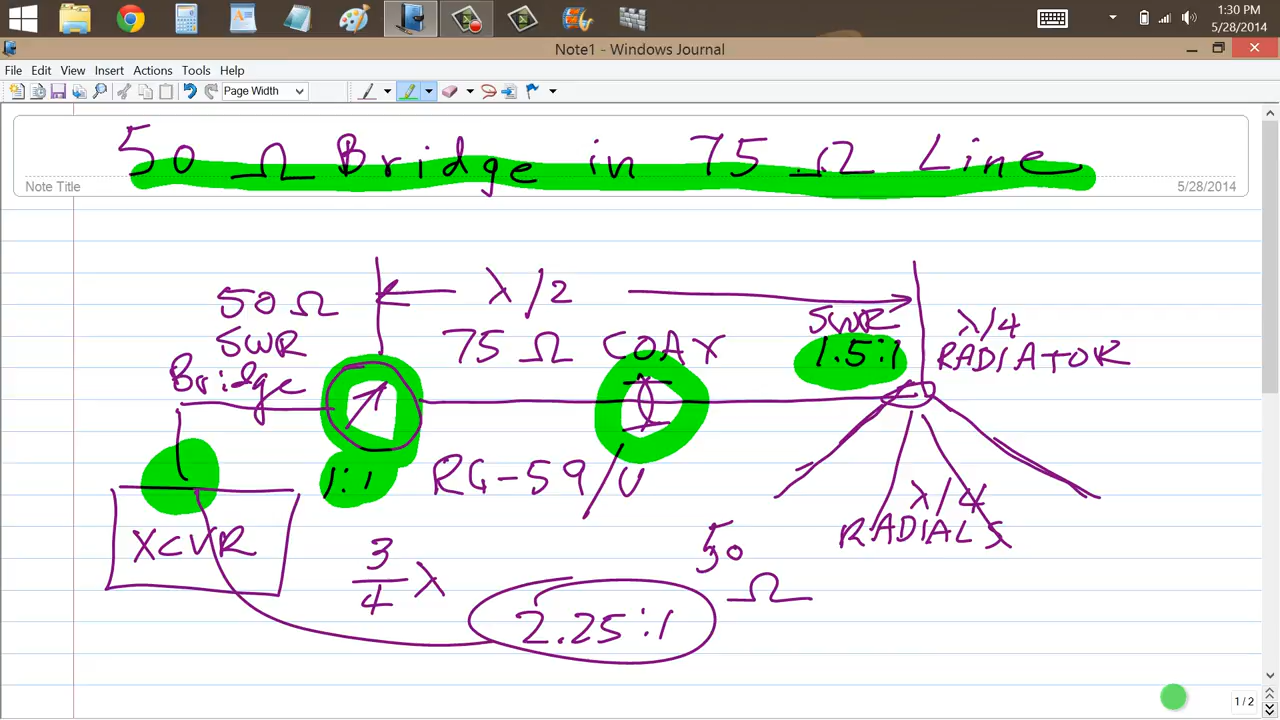 1:30 PM
5/28/2014
Note1 - Windows Journal
File Edit View Insert Actions Tools Help
Page Width
50 Ω Bridge in 75 Ω Line
Note Title
5/28/2014
λ/2
50 Ω
SWR
Bridge
75 Ω COAX
SWR
1.5:1
λ/4
RADIATOR
1:1
RG-59/U
XCVR
λ/4
RADIALS
3/4 λ
50
Ω
2.25:1
1/2